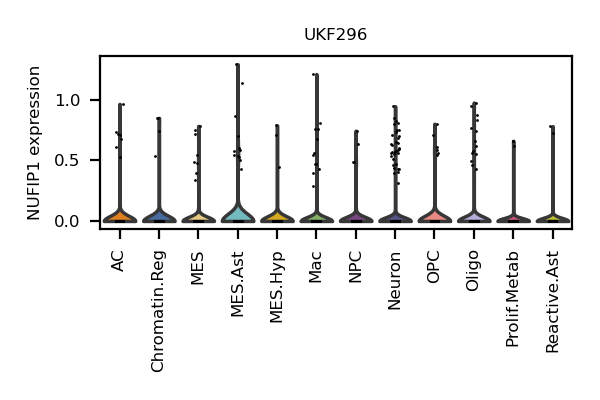 UKF296
NUFIP1 expression
1.0
0.5
0.0
AC
Chromatin.Reg
MES
MES.Ast
MES.Hyp
Mac
NPC
Neuron
OPC
Oligo
Prolif.Metab
Reactive.Ast